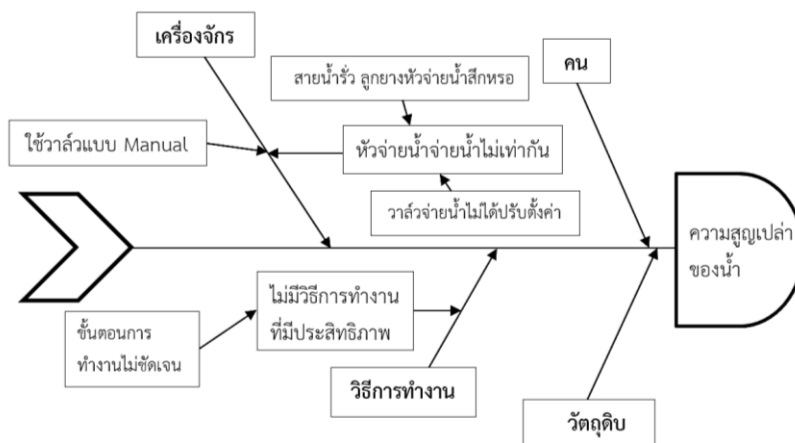 เครื่องจักร
คน
สายน้ำรั่ว ลูกยางหัวจ่ายน้ำสึกหรอ
ใช้วาล์วแบบ Manual
หัวจ่ายน้ำจ่ายน้ำไม่เท่ากัน
วาล์วจ่ายน้ำไม่ได้ปรับตั้งค่า
ความสูญเปล่า
ของน้ำ
ไม่มีวิธีการทำงาน
ที่มีประสิทธิภาพ
ขั้นตอนการ
ทำงานไม่ชัดเจน
วิธีการทำงาน
วัตถุดิบ